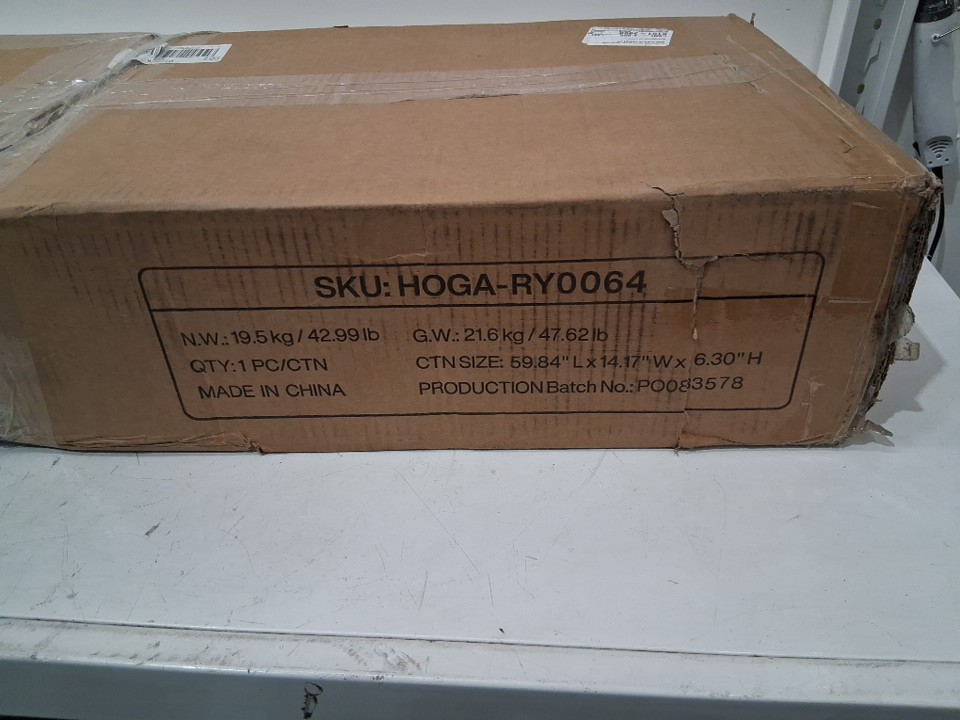 SKU: HOGA-RY0064
N.W.: 19.5 kg / 42.99 lb G.W.: 21.6 kg / 47.62 lb
QTY: 1 PC/CTN CTN SIZE: 59.84" L x 14.17" W x 6.30" H
MADE IN CHINA PRODUCTION Batch No.: PO083578